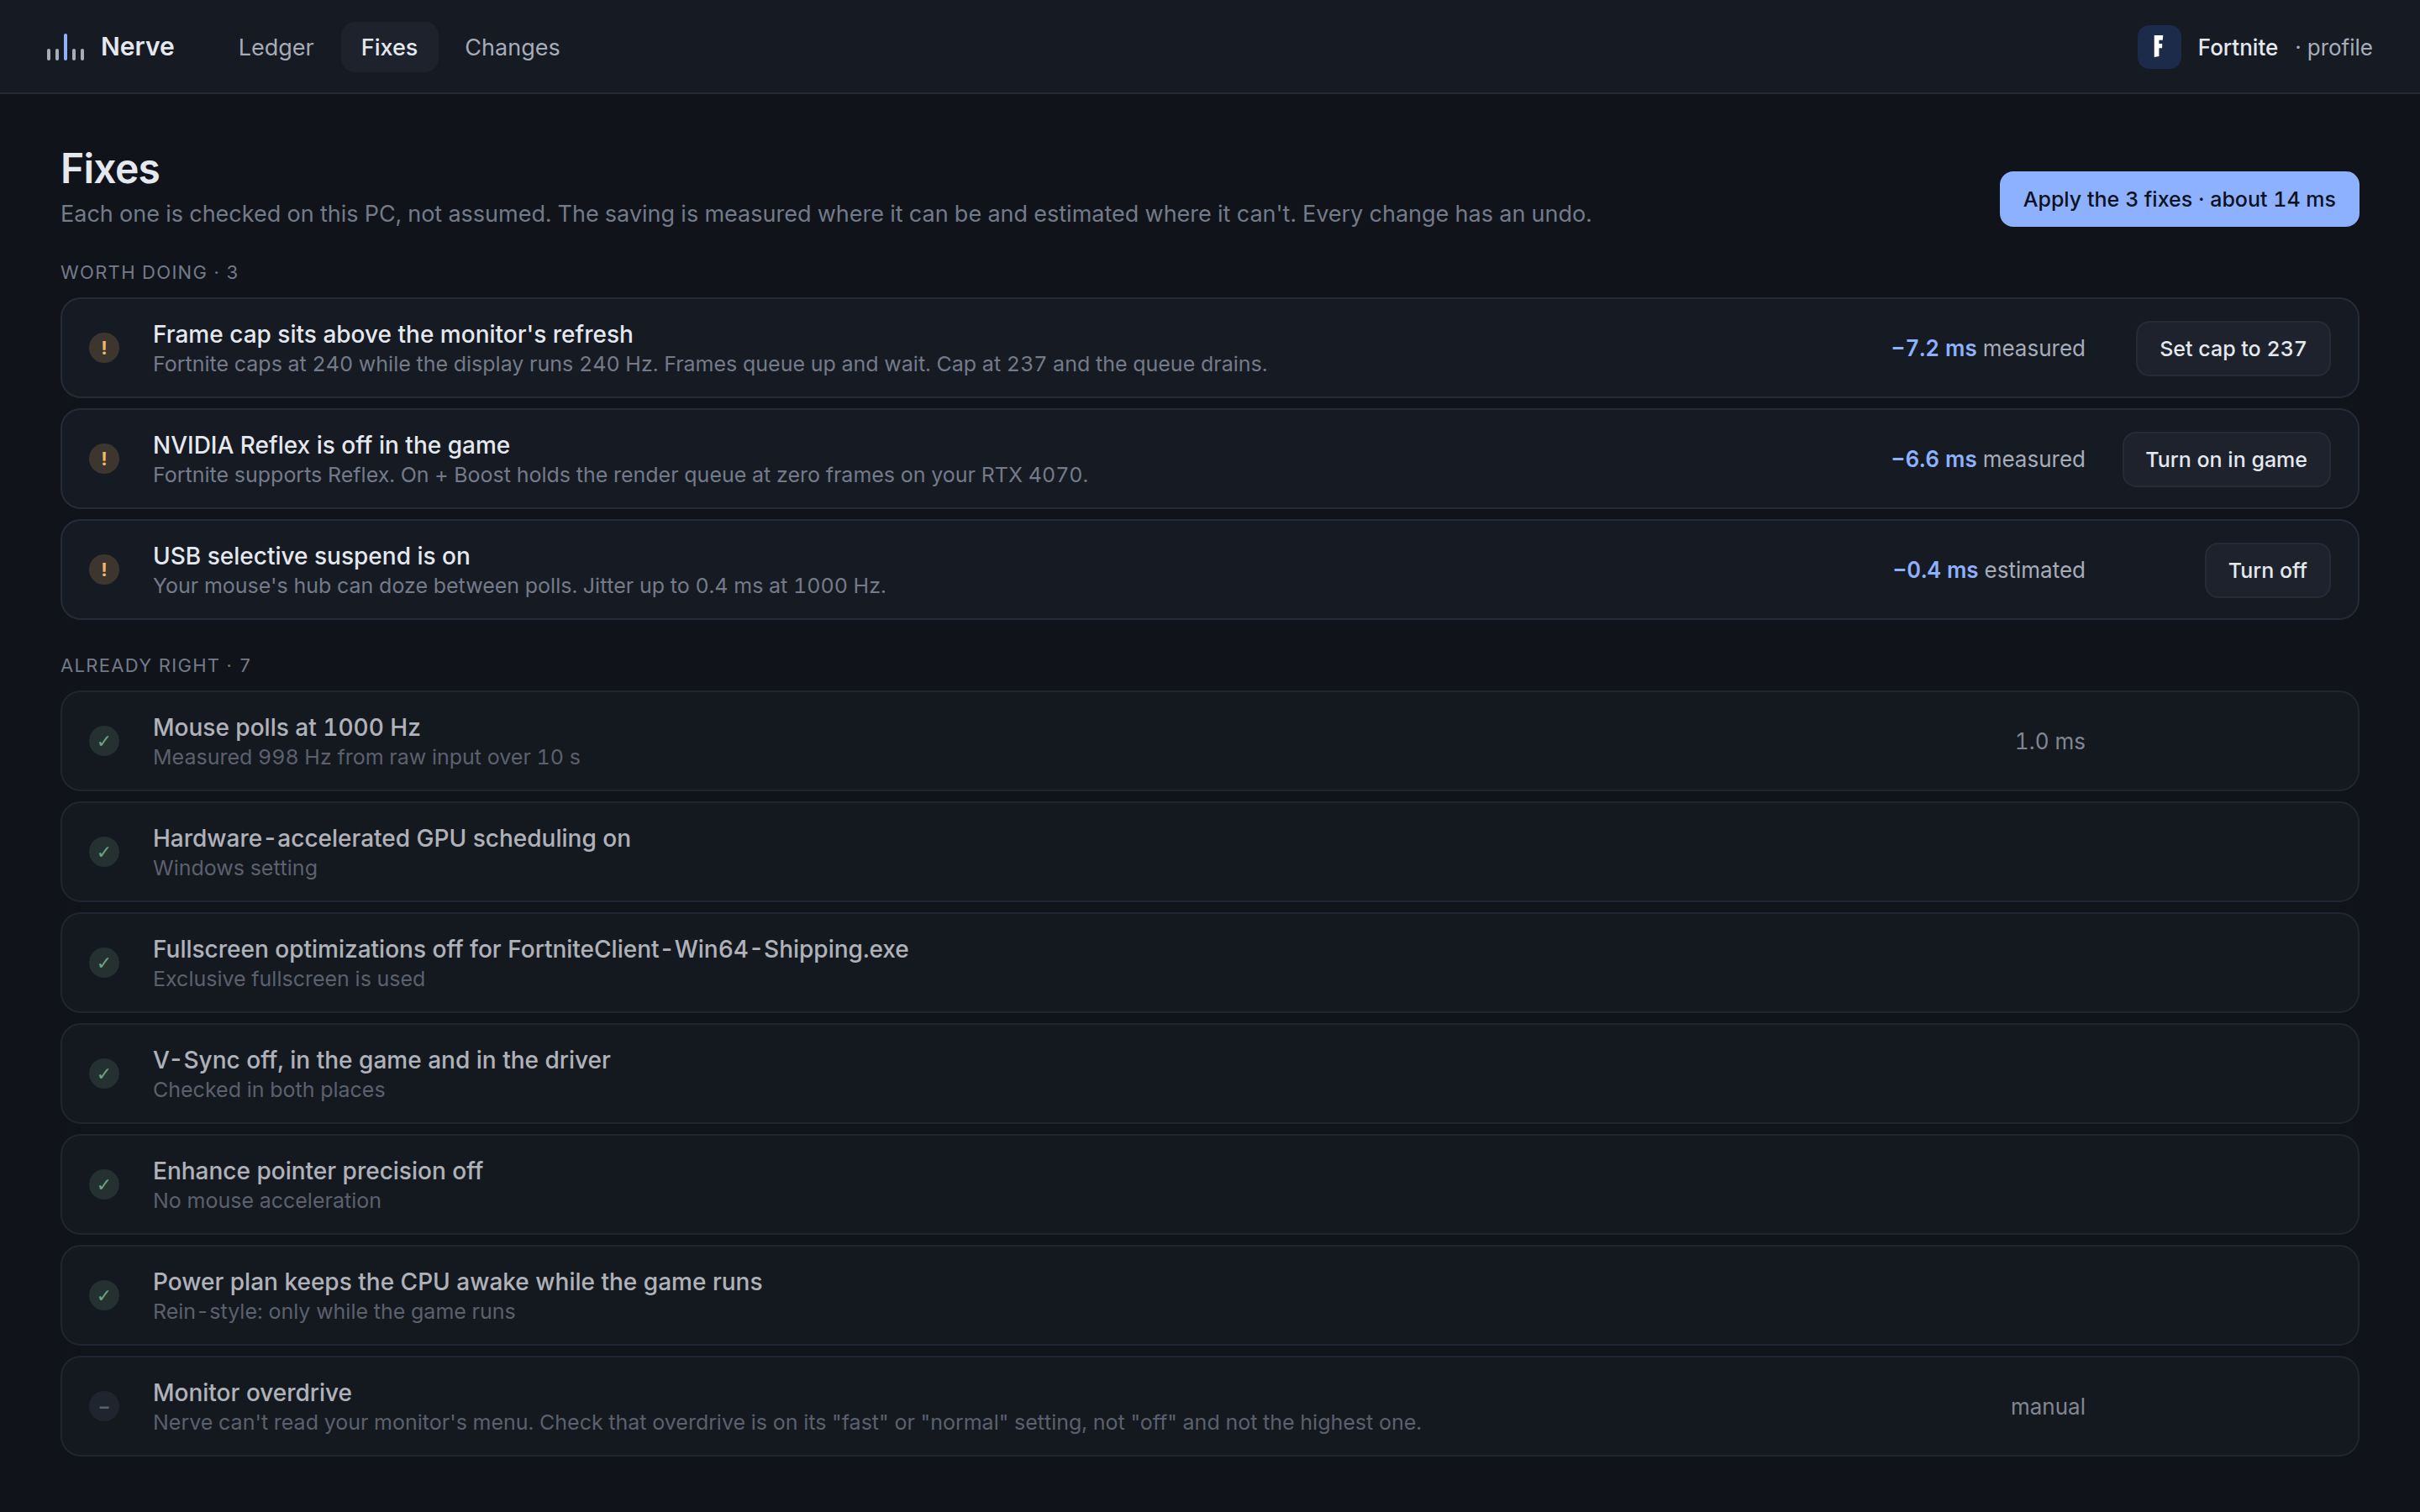 Nerve
Ledger
Fixes
Changes
Fortnite · profile
Fixes
Each one is checked on this PC, not assumed. The saving is measured where it can be and estimated where it can't. Every change has an undo.
Apply the 3 fixes · about 14 ms
WORTH DOING · 3
!
Frame cap sits above the monitor's refresh
Fortnite caps at 240 while the display runs 240 Hz. Frames queue up and wait. Cap at 237 and the queue drains.
−7.2 ms measured
Set cap to 237
!
NVIDIA Reflex is off in the game
Fortnite supports Reflex. On + Boost holds the render queue at zero frames on your RTX 4070.
−6.6 ms measured
Turn on in game
!
USB selective suspend is on
Your mouse's hub can doze between polls. Jitter up to 0.4 ms at 1000 Hz.
−0.4 ms estimated
Turn off
ALREADY RIGHT · 7
✓
Mouse polls at 1000 Hz
Measured 998 Hz from raw input over 10 s
1.0 ms
✓
Hardware-accelerated GPU scheduling on
Windows setting
✓
Fullscreen optimizations off for FortniteClient-Win64-Shipping.exe
Exclusive fullscreen is used
✓
V-Sync off, in the game and in the driver
Checked in both places
✓
Enhance pointer precision off
No mouse acceleration
✓
Power plan keeps the CPU awake while the game runs
Rein-style: only while the game runs
–
Monitor overdrive
Nerve can't read your monitor's menu. Check that overdrive is on its "fast" or "normal" setting, not "off" and not the highest one.
manual